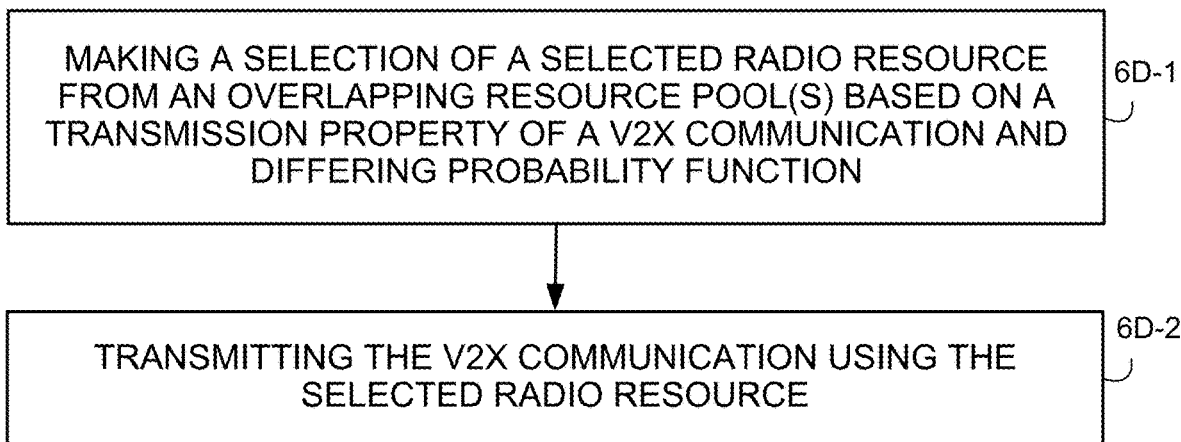 MAKING A SELECTION OF A SELECTED RADIO RESOURCE
FROM AN OVERLAPPING RESOURCE POOL(S) BASED ON A
TRANSMISSION PROPERTY OF A V2X COMMUNICATION AND
DIFFERING PROBABILITY FUNCTION
6D-1
TRANSMITTING THE V2X COMMUNICATION USING THE
SELECTED RADIO RESOURCE
6D-2